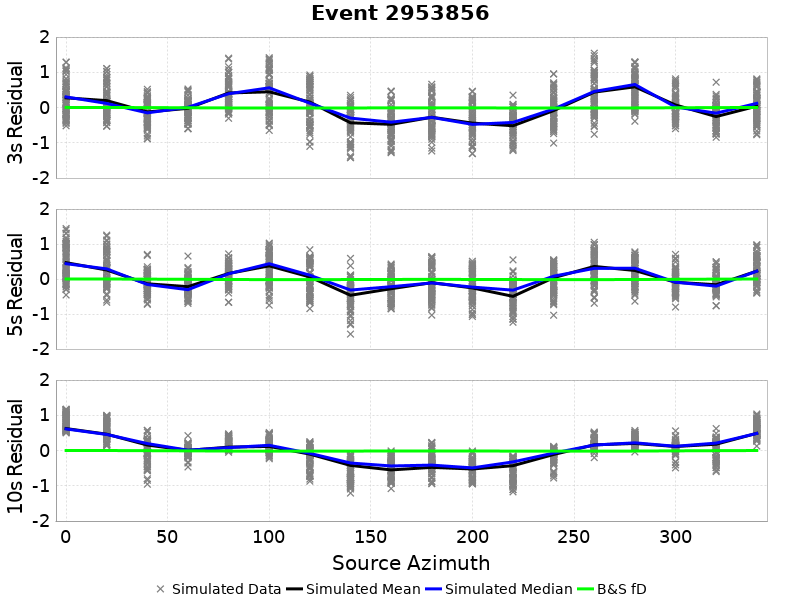 Event 2953856
2
1
0
-1
-2
3s Residual
2
1
0
-1
-2
5s Residual
2
1
0
-1
-2
10s Residual
0 50 100 150 200 250 300
Source Azimuth
Simulated Data Simulated Mean Simulated Median B&S fD